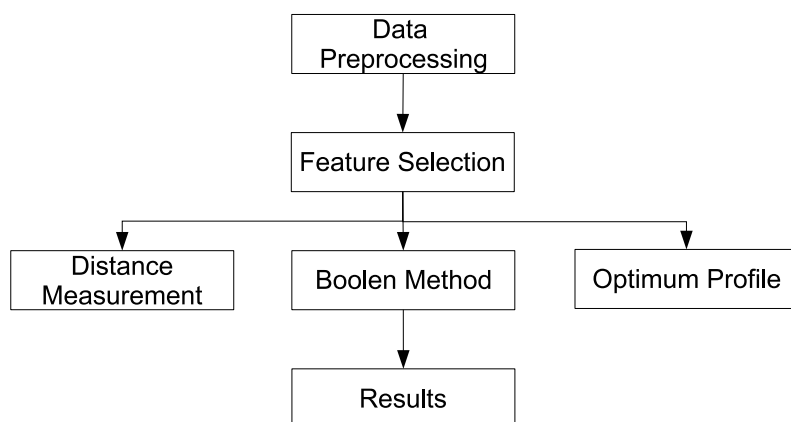 Data
Preprocessing
Feature Selection
Distance
Measurement
Boolen Method
Optimum Profile
Results